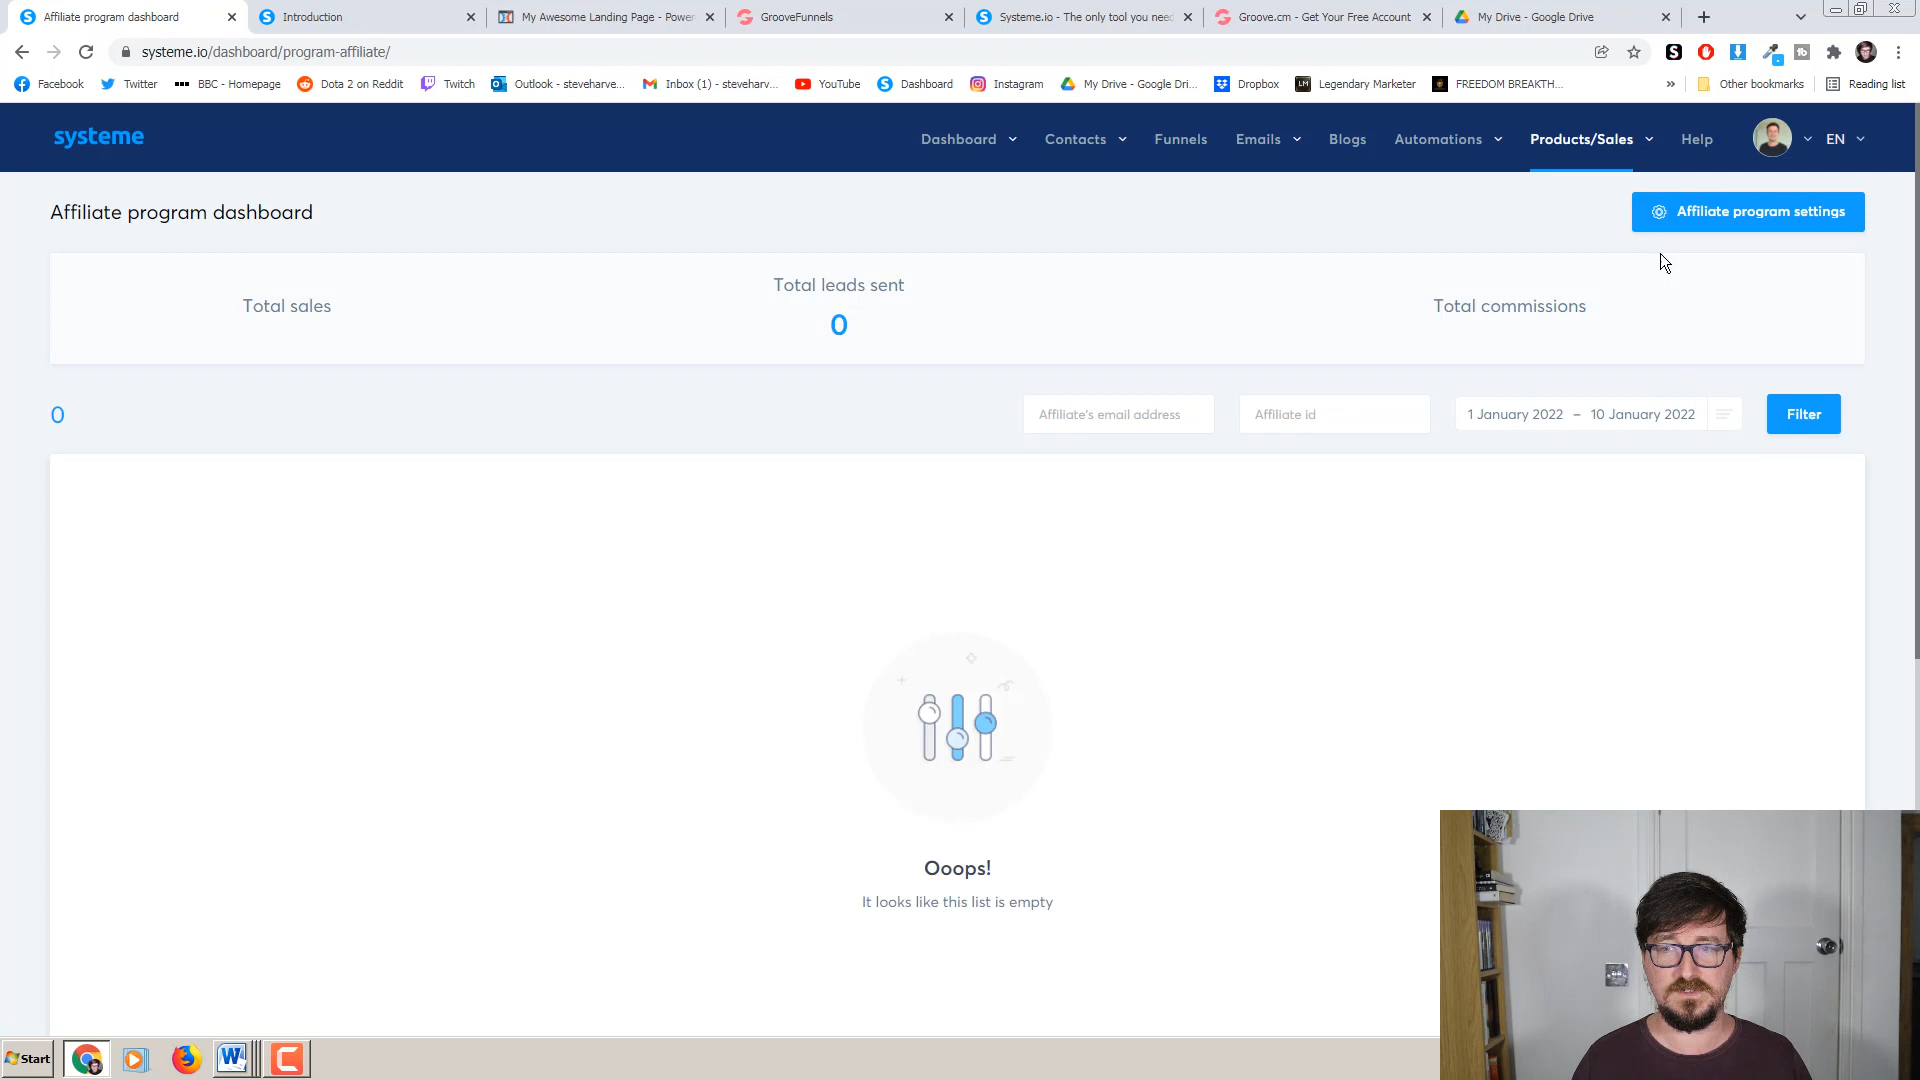 Affiliate program dashboard
Introduction
My Awesome Landing Page - Power
GrooveFunnels
Systeme.io - The only tool you need
Groove.cm - Get Your Free Account
My Drive - Google Drive
systeme.io/dashboard/program-affiliate/
Facebook
Twitter
BBC - Homepage
Dota 2 on Reddit
Twitch
Outlook - steveharve...
Inbox (1) - steveharv...
YouTube
Dashboard
Instagram
My Drive - Google Dri...
Dropbox
LM
Legendary Marketer
FREEDOM BREAKTH...
»
Other bookmarks
Reading list
systeme
Dashboard
Contacts
Funnels
Emails
Blogs
Automations
Products/Sales
Help
EN
Affiliate program dashboard
Affiliate program settings
Total sales
Total leads sent
0
Total commissions
0
Affiliate's email address
Affiliate id
1 January 2022 – 10 January 2022
Filter
Ooops!
It looks like this list is empty
Start